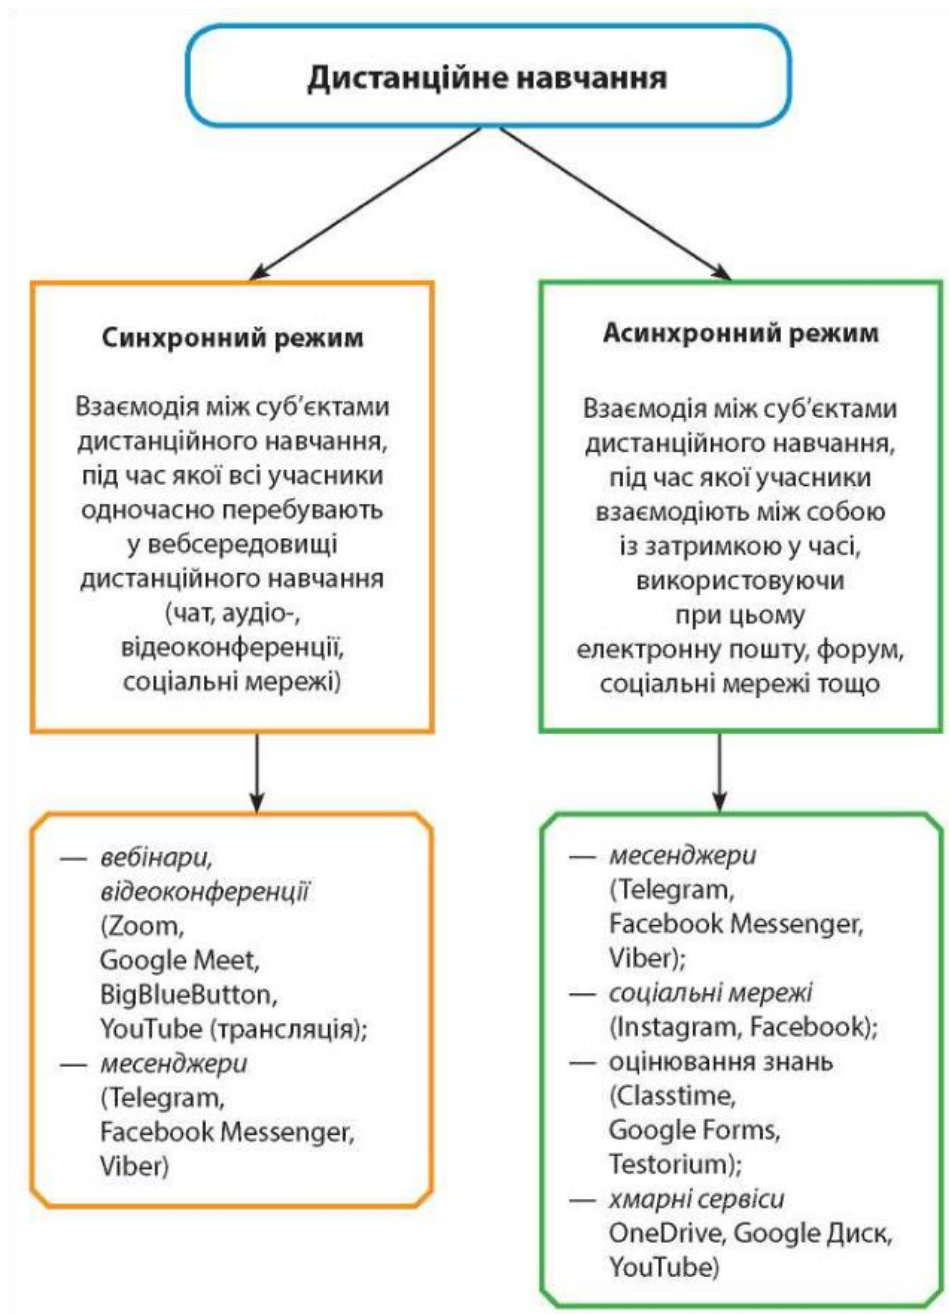 Дистанційне навчання
Синхронний режим
Взаємодія між суб’єктами
дистанційного навчання,
під час якої всі учасники
одночасно перебувають
у вебсередовищі
дистанційного навчання
(чат, аудіо-,
відеоконференції,
соціальні мережі)
Асинхронний режим
Взаємодія між суб’єктами
дистанційного навчання,
під час якої учасники
взаємодіють між собою
із затримкою у часі,
використовуючи
при цьому
електронну пошту, форум,
соціальні мережі тощо
— вебінари,
відеоконференції
(Zoom,
Google Meet,
BigBlueButton,
YouTube (трансляція);
— месенджери
(Telegram,
Facebook Messenger,
Viber)
— месенджери
(Telegram,
Facebook Messenger,
Viber);
— соціальні мережі
(Instagram, Facebook);
— оцінювання знань
(Classtime,
Google Forms,
Testorium);
— хмарні сервіси
OneDrive, Google Диск,
YouTube)